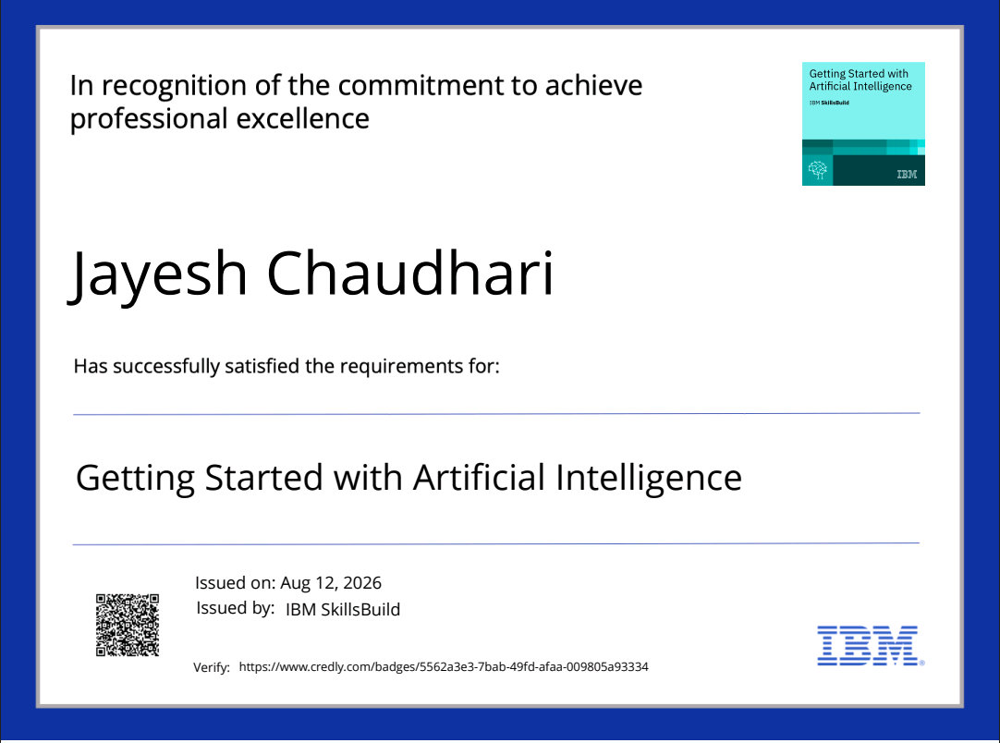 In recognition of the commitment to achieve
professional excellence
Getting Started with
Artificial Intelligence
IBM SkillsBuild
IBM
Jayesh Chaudhari
Has successfully satisfied the requirements for:
Getting Started with Artificial Intelligence
Issued on: Aug 12, 2026
Issued by: IBM SkillsBuild
Verify: https://www.credly.com/badges/5562a3e3-7bab-49fd-afaa-009805a93334
IBM®